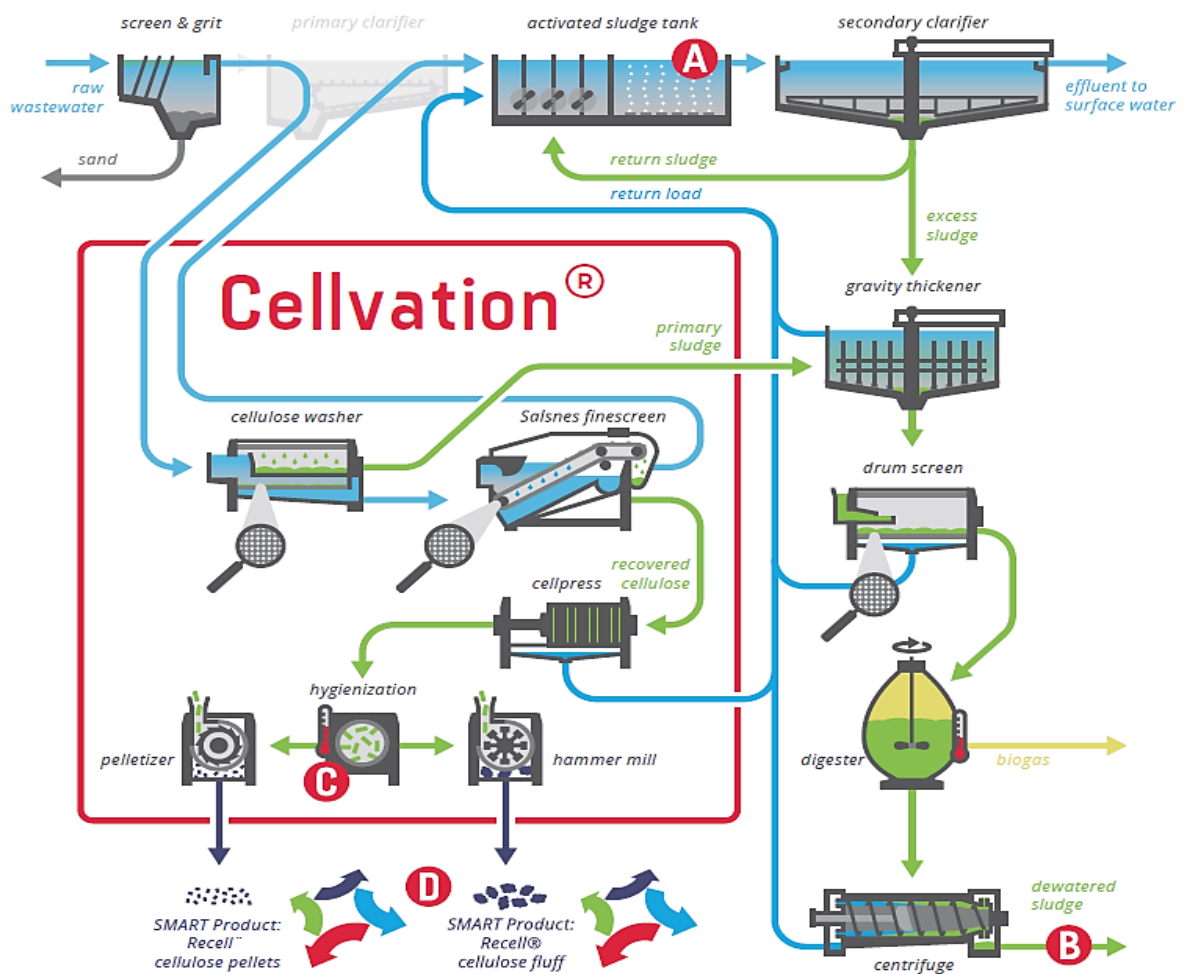 screen & grit
primary clarifier
activated sludge tank
secondary clarifier
A
raw
wastewater
effluent to
surface water
sand
return sludge
return load
excess
sludge
Cellvation®
gravity thickener
primary
sludge
cellulose washer
Salsnes finescreen
drum screen
recovered
cellulose
cellpress
hygienization
pelletizer
hammer mill
C
digester
biogas
D
dewatered
sludge
B
SMART Product:
Recell¨
cellulose pellets
SMART Product:
Recell®
cellulose fluff
centrifuge